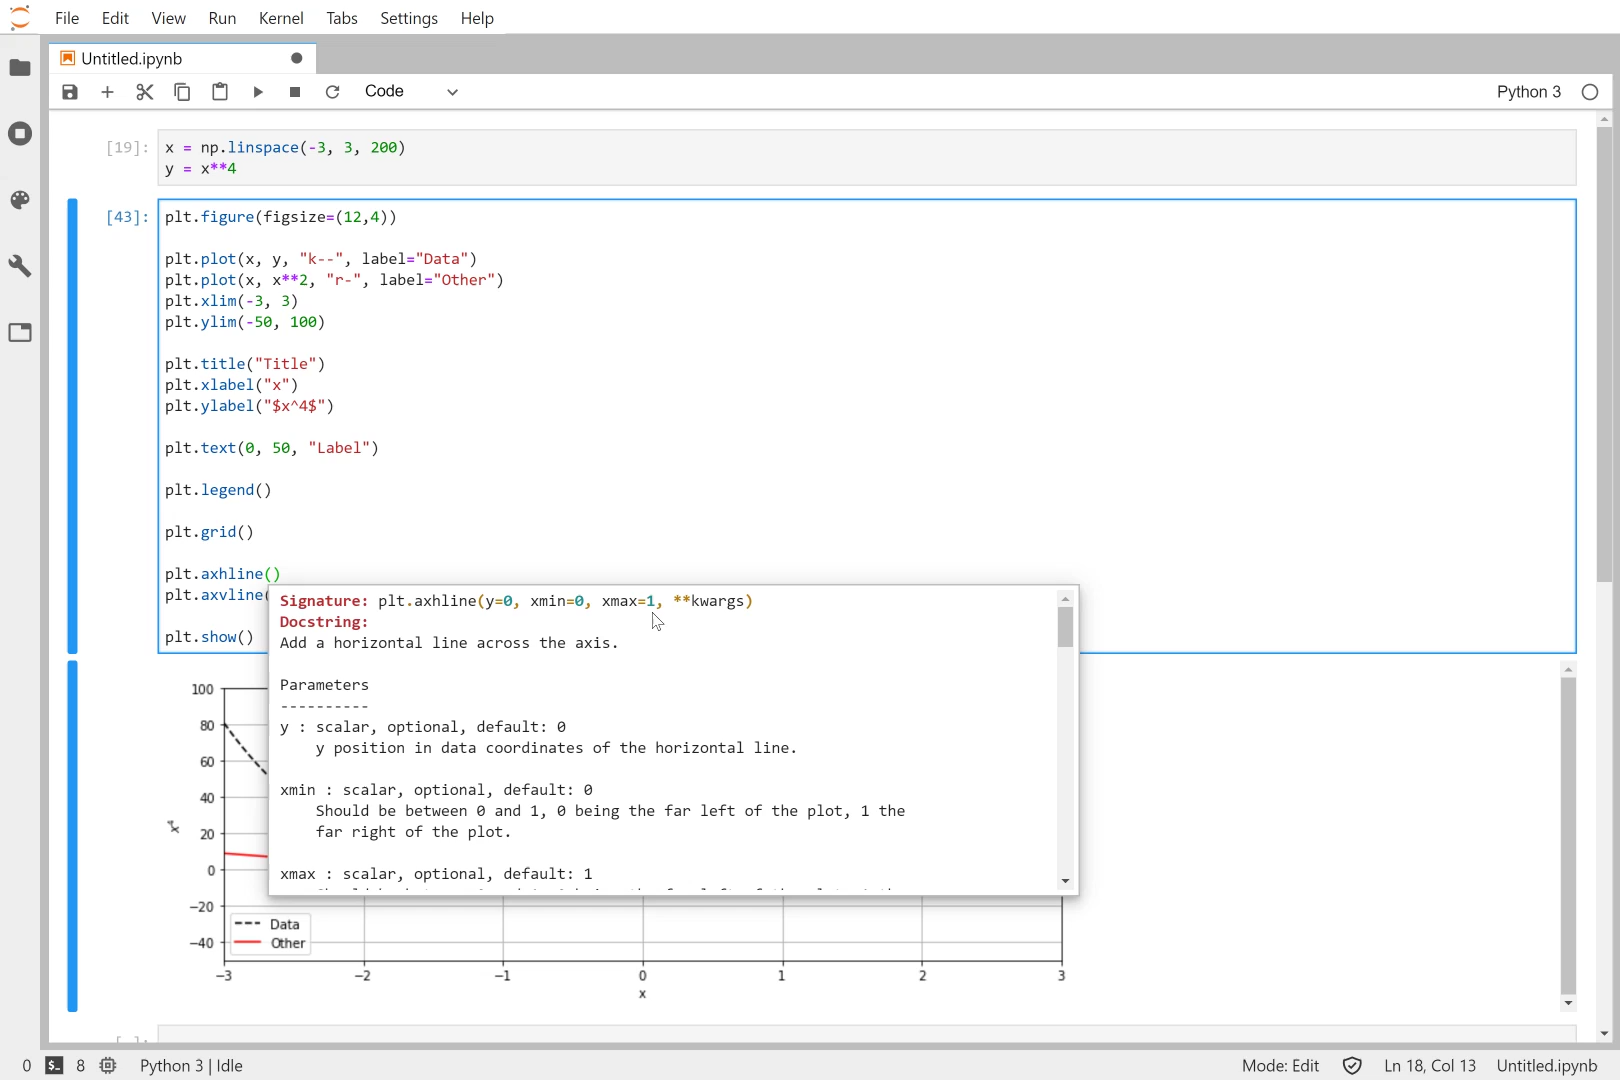 File Edit View Run Kernel Tabs Settings Help
Untitled.ipynb
Code
Python 3
[19]:
x = np.linspace(-3, 3, 200)
y = x**4
[43]:
plt.figure(figsize=(12,4))
plt.plot(x, y, "k--", label="Data")
plt.plot(x, x**2, "r-", label="Other")
plt.xlim(-3, 3)
plt.ylim(-50, 100)
plt.title("Title")
plt.xlabel("x")
plt.ylabel("$x^4$")
plt.text(0, 50, "Label")
plt.legend()
plt.grid()
plt.axhline()
plt.axvline(
plt.show()
Signature: plt.axhline(y=0, xmin=0, xmax=1, **kwargs)
Docstring:
Add a horizontal line across the axis.
Parameters
----------
y : scalar, optional, default: 0
y position in data coordinates of the horizontal line.
xmin : scalar, optional, default: 0
Should be between 0 and 1, 0 being the far left of the plot, 1 the
far right of the plot.
xmax : scalar, optional, default: 1
100
80
60
40
20
0
−20
−40
x⁴
Data
Other
−3 −2 −1 0 1 2 3
x
[ ]:
0 $_ 8 Python 3 | Idle
Mode: Edit Ln 18, Col 13 Untitled.ipynb